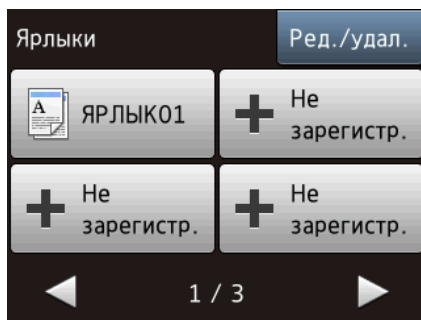 Ярлыки
Ред./удал.
A
ЯРЛЫК01
Не
зарегистр.
Не
зарегистр.
Не
зарегистр.
1 / 3